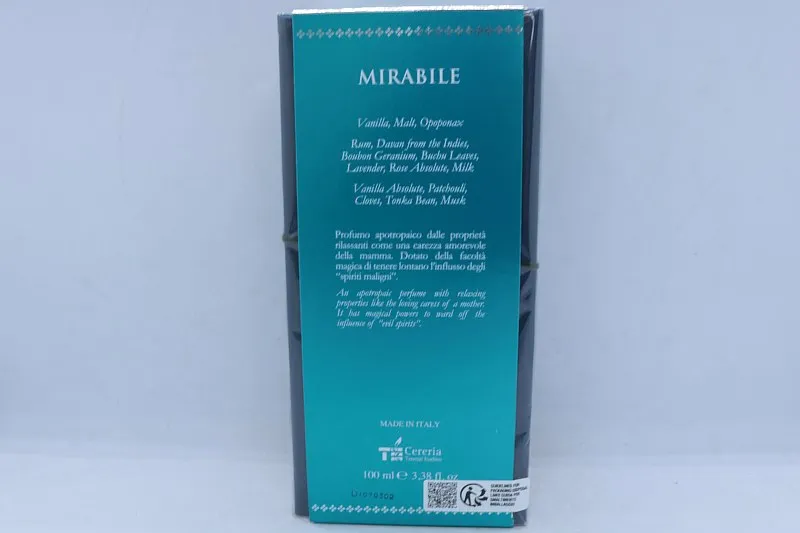 MIRABILE
Vanilla, Malt, Opoponax
Rum, Davan from the Indies,
Boubon Geranium, Buchu Leaves,
Lavender, Rose Absolute, Milk
Vanilla Absolute, Patchouli,
Cloves, Tonka Bean, Musk
Profumo apotropaico dalle proprietà
rilassanti come una carezza amorevole
della mamma. Dotato della facoltà
magica di tenere lontano l'influsso degli
"spiriti maligni".
An apotropaic perfume with relaxing
properties like the loving caress of a mother.
It has magical powers to ward off the
influence of "evil spirits".
MADE IN ITALY
Cereria
100 ml ℮ 3,38 fl. oz
GUIDELINES FOR